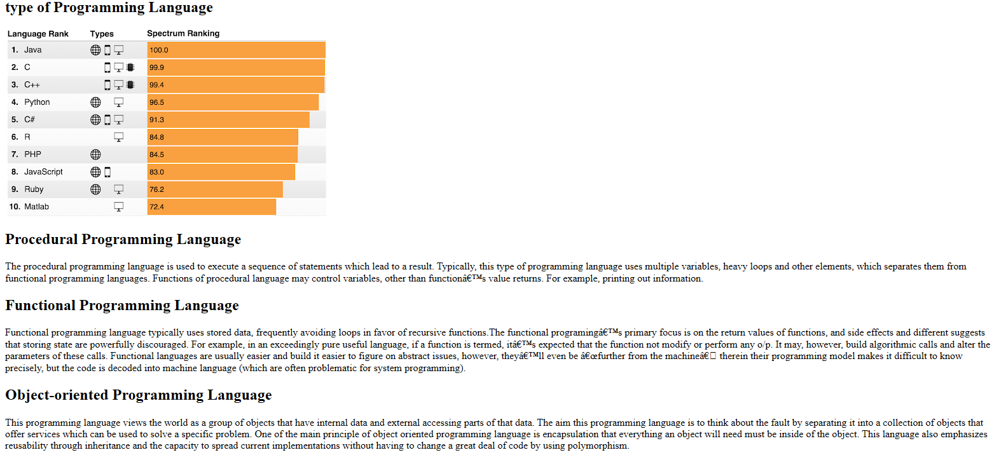 type of Programming Language
Language Rank Types Spectrum Ranking
1. Java 100.0
2. C 99.9
3. C++ 99.4
4. Python 96.5
5. C# 91.3
6. R 84.8
7. PHP 84.5
8. JavaScript 83.0
9. Ruby 76.2
10. Matlab 72.4
Procedural Programming Language
The procedural programming language is used to execute a sequence of statements which lead to a result. Typically, this type of programming language uses multiple variables, heavy loops and other elements, which separates them from
functional programming languages. Functions of procedural language may control variables, other than functionâ€™s value returns. For example, printing out information.
Functional Programming Language
Functional programming language typically uses stored data, frequently avoiding loops in favor of recursive functions.The functional programingâ€™s primary focus is on the return values of functions, and side effects and different suggests
that storing state are powerfully discouraged. For example, in an exceedingly pure useful language, if a function is termed, itâ€™s expected that the function not modify or perform any o/p. It may, however, build algorithmic calls and alter the
parameters of these calls. Functional languages are usually easier and build it easier to figure on abstract issues, however, theyâ€™ll even be â€œfurther from the machineâ€□ therein their programming model makes it difficult to know
precisely, but the code is decoded into machine language (which are often problematic for system programming).
Object-oriented Programming Language
This programming language views the world as a group of objects that have internal data and external accessing parts of that data. The aim this programming language is to think about the fault by separating it into a collection of objects that
offer services which can be used to solve a specific problem. One of the main principle of object oriented programming language is encapsulation that everything an object will need must be inside of the object. This language also emphasizes
reusability through inheritance and the capacity to spread current implementations without having to change a great deal of code by using polymorphism.